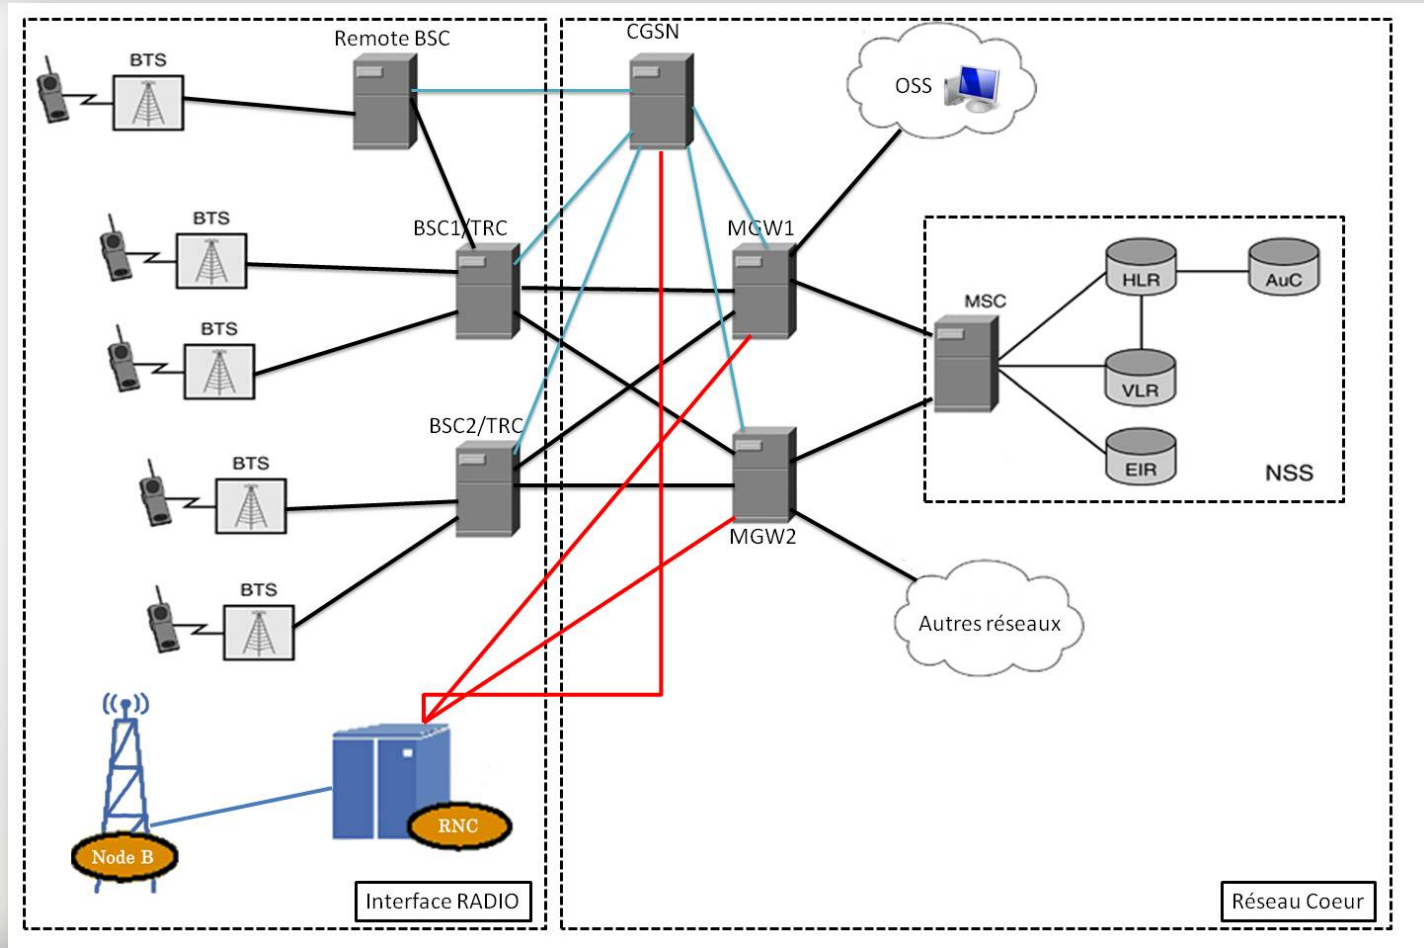 Remote BSC
CGSN
BTS
OSS
BTS
BSC1/TRC
MGW1
HLR
AuC
MSC
BTS
VLR
BSC2/TRC
BTS
EIR
NSS
MGW2
BTS
Autres réseaux
RNC
Node B
Interface RADIO
Réseau Coeur